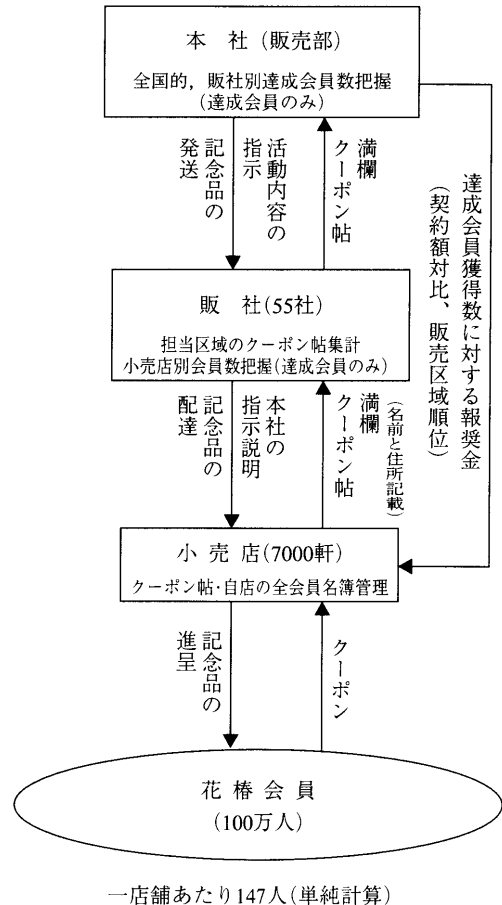 本 社 (販売部)
全国的，販社別達成会員数把握
(達成会員のみ)
活動内容の
指示
記念品の
発送
満欄
クーポン帖
達成会員獲得数に対する報奨金
(契約額対比、販売区域順位)
販 社 (55社)
担当区域のクーポン帖集計
小売店別会員数把握(達成会員のみ)
本社の
指示説明
記念品の
配達
(名前と住所記載)
満欄
クーポン帖
小 売 店(7000軒)
クーポン帖・自店の全会員名簿管理
記念品の
進呈
クーポン
花 椿 会 員
(100万人)
一店舗あたり147人(単純計算)